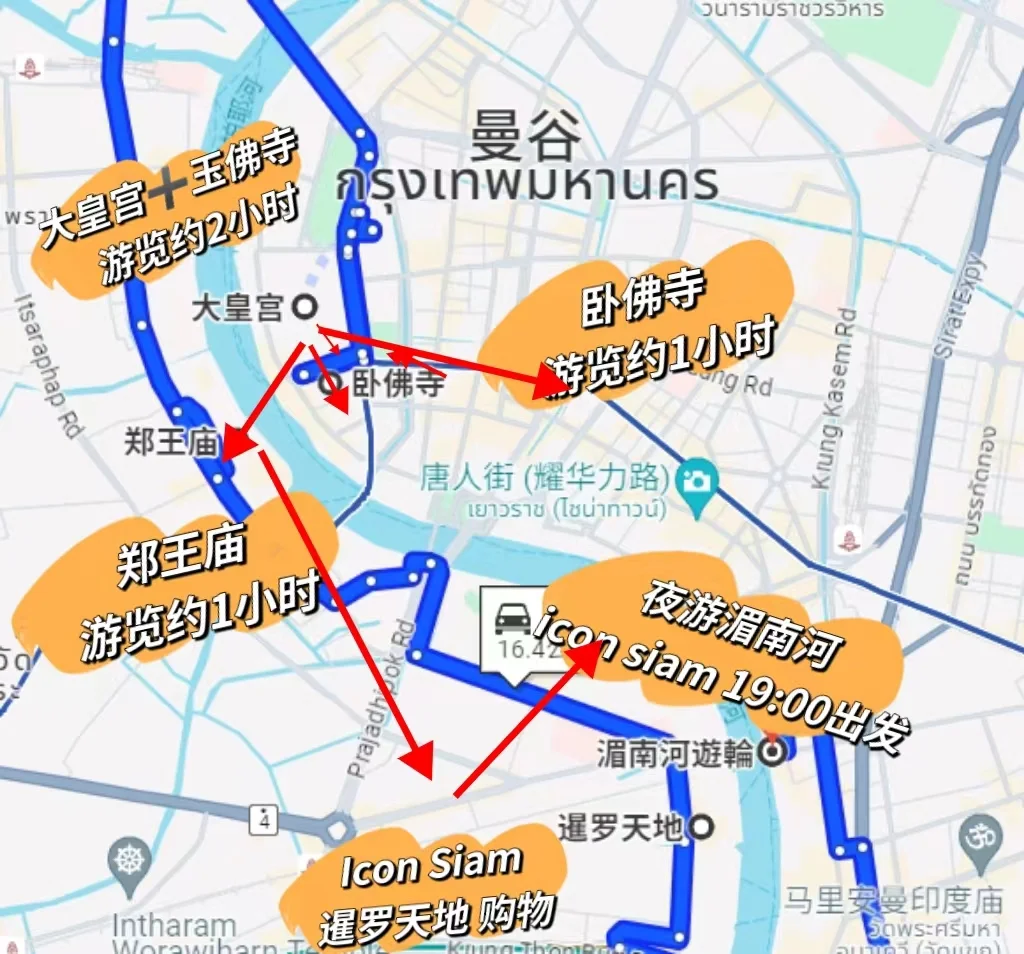 วนารามราชวรวิหาร
曼谷
กรุงเทพมหานคร
大皇宫➕玉佛寺
游览约2小时
大皇宫
卧佛寺
游览约1小时
卧佛寺
Itsaraphap Rd
Krung Kasem Rd
Sirat Expy
郑王庙
唐人街 (耀华力路)
เยาวราช (ไชน่าทาวน์)
ถนน บรรทัดทอง
郑王庙
游览约1小时
夜游湄南河
icon siam 19:00出发
16.42
Prajadhipok Rd
湄南河遊輪
4
暹罗天地
Icon Siam
暹罗天地 购物
马里安曼印度庙
วัดพระศรีมหา
Intharam
Worawiharn Temple
Krung Thon Buri